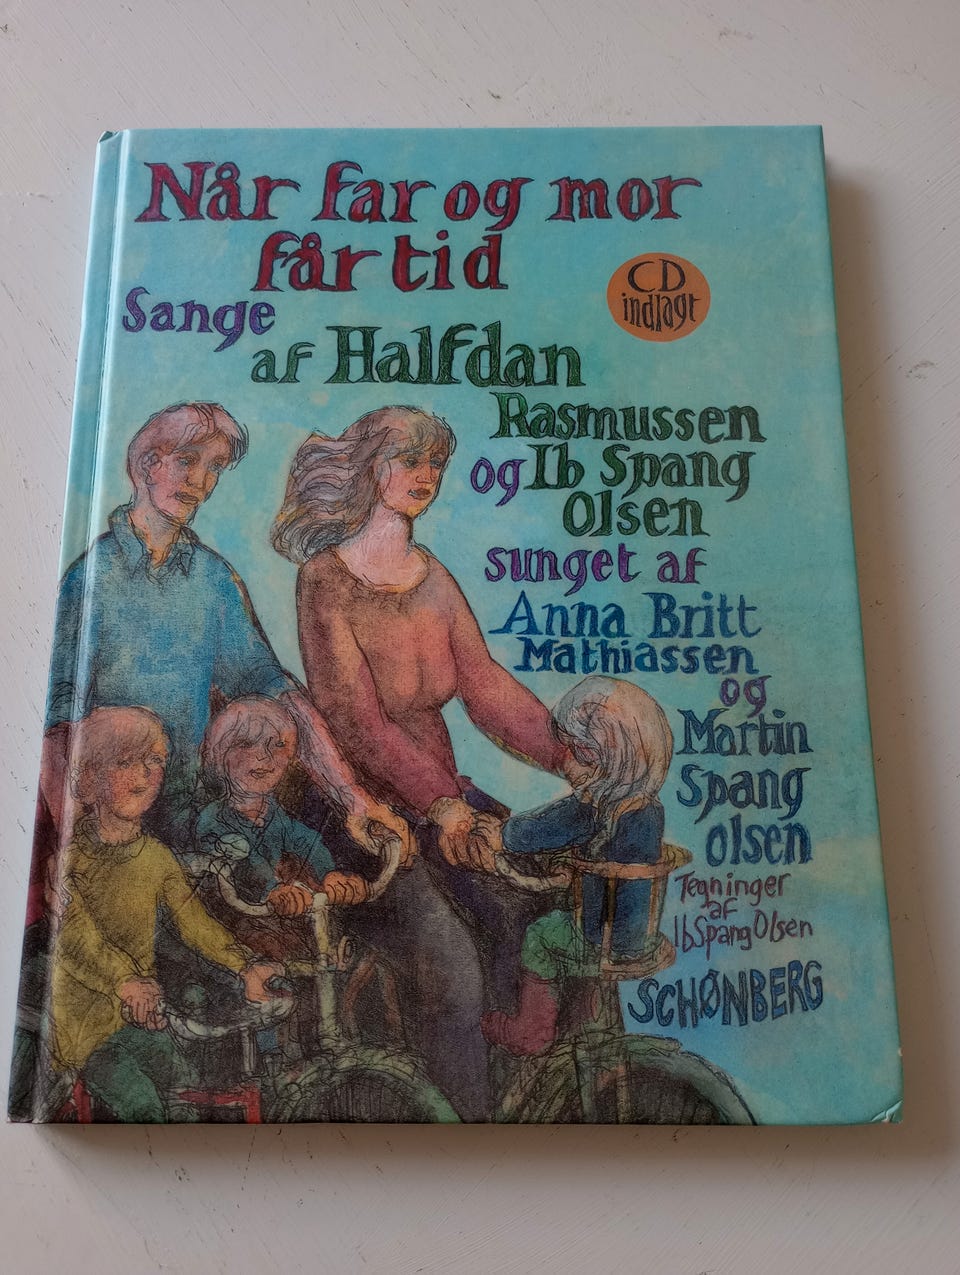 Når far og mor
får tid
CD
indlagt
Sange
af Halfdan
Rasmussen
og Ib Spang
Olsen
sunget af
Anna Britt
Mathiassen
og
Martin
Spang
olsen
Tegninger
af
Ib Spang Olsen
SCHØNBERG